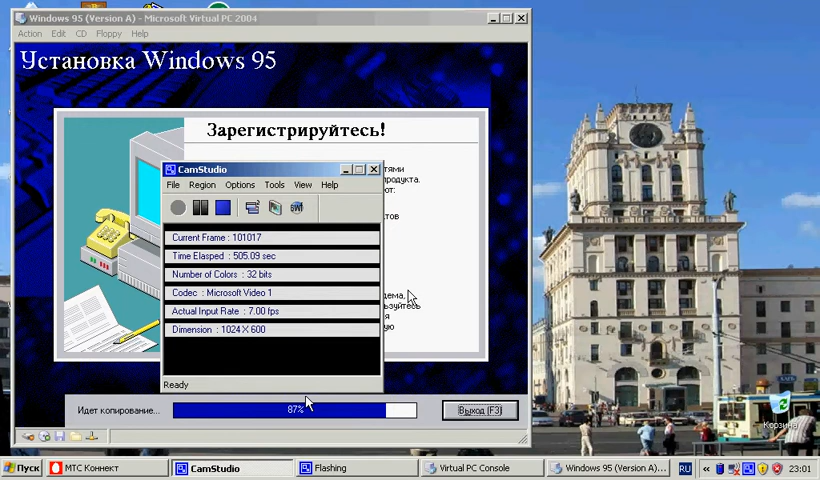 Windows 95 (Version A) - Microsoft Virtual PC 2004
Action Edit CD Floppy Help
Установка Windows 95
Зарегистрируйтесь!
CamStudio
File Region Options Tools View Help
Current Frame : 101017
Time Elasped : 505.09 sec
Number of Colors : 32 bits
Codec : Microsoft Video 1
Actual Input Rate : 7.00 fps
Dimension : 1024 X 600
Ready
продукта.
Идет копирование...
87%
Выход (F3)
Корзина
Пуск
МТС Коннект
CamStudio
Flashing
Virtual PC Console
Windows 95 (Version A)...
RU
23:01